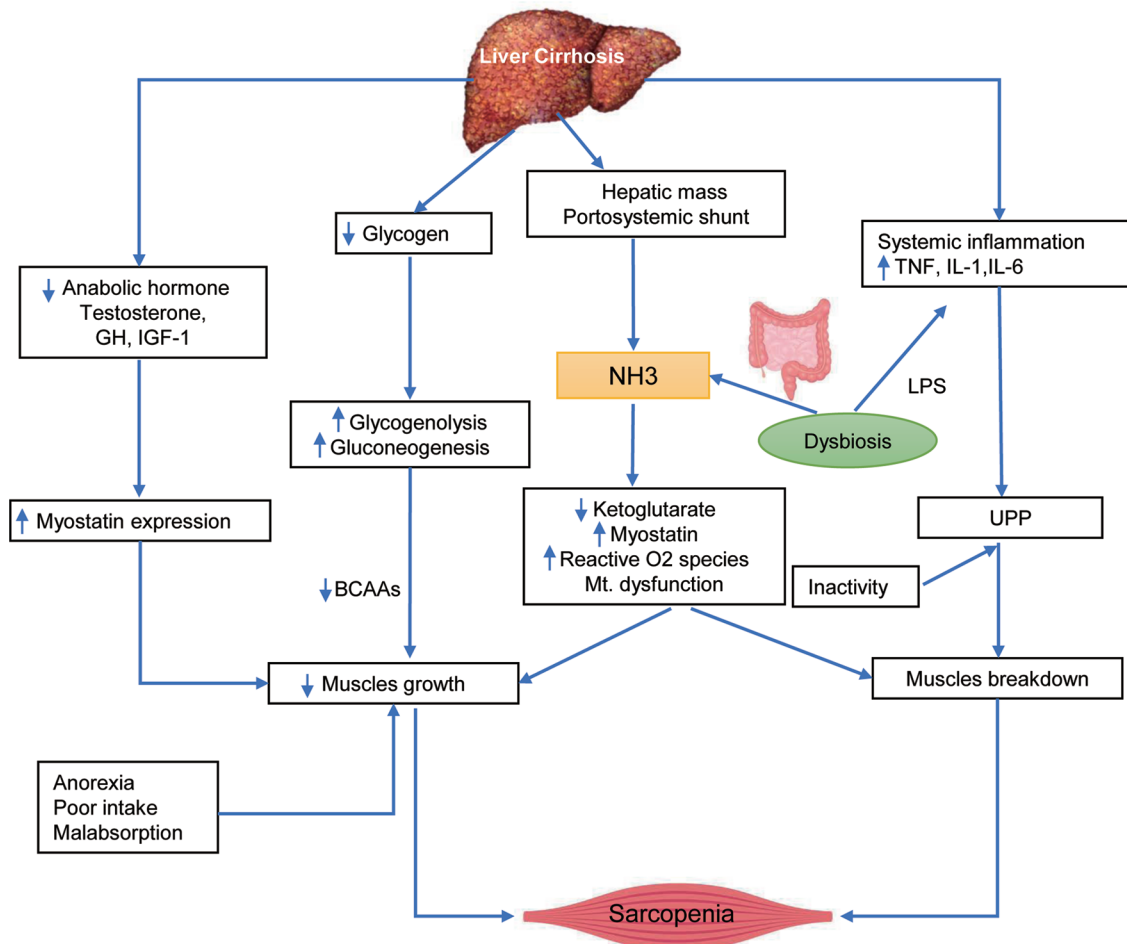 Liver Cirrhosis
Hepatic mass
Portosystemic shunt
↓ Glycogen
Systemic inflammation
↑ TNF, IL-1,IL-6
↓ Anabolic hormone
Testosterone,
GH, IGF-1
NH3
LPS
Dysbiosis
↑ Glycogenolysis
↑ Gluconeogenesis
↑ Myostatin expression
↓ Ketoglutarate
↑ Myostatin
↑ Reactive O2 species
Mt. dysfunction
UPP
Inactivity
↓ BCAAs
↓ Muscles growth
Muscles breakdown
Anorexia
Poor intake
Malabsorption
Sarcopenia